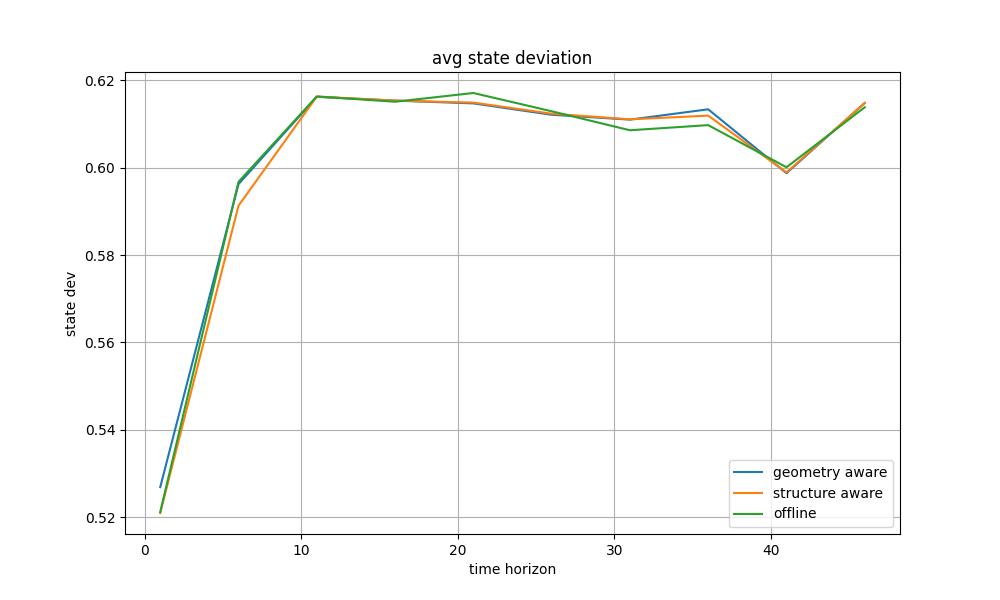 avg state deviation
state dev
0.62
0.60
0.58
0.56
0.54
0.52
0 10 20 30 40
time horizon
geometry aware
structure aware
offline